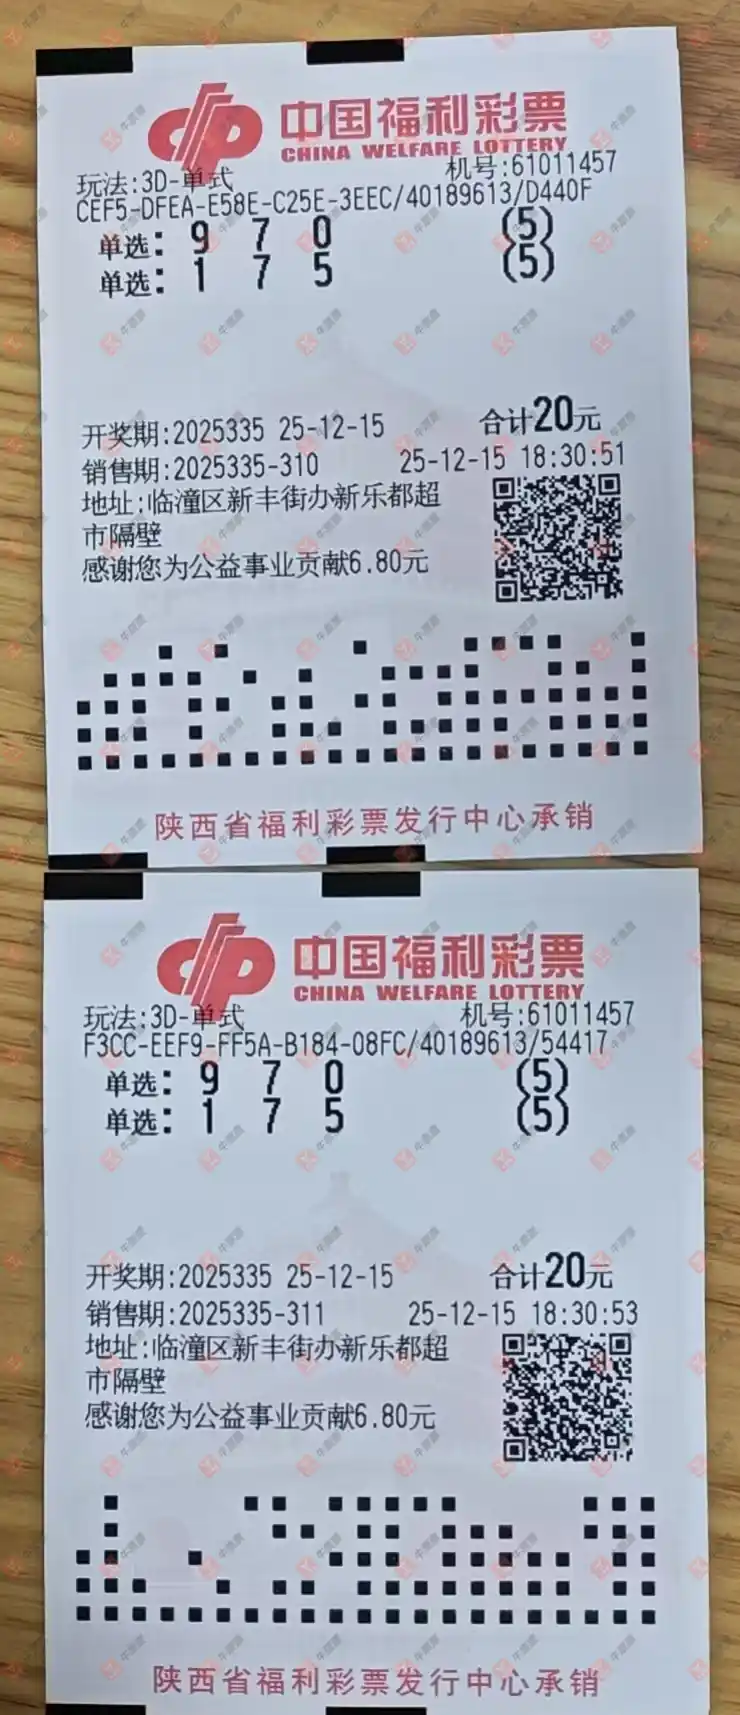 中国福利彩票
CHINA WELFARE LOTTERY
玩法:3D-单式 机号:61011457
CEF5-DFEA-E58E-C25E-3EEC/40189613/D440F
单选: 9 7 0 (5)
单选: 1 7 5 (5)
开奖期:2025335 25-12-15 合计20元
销售期:2025335-310 25-12-15 18:30:51
地址:临潼区新丰街办新乐都超
市隔壁
感谢您为公益事业贡献6.80元
陕西省福利彩票发行中心承销
中国福利彩票
CHINA WELFARE LOTTERY
玩法:3D-单式 机号:61011457
F3CC-EEF9-FF5A-B184-08FC/40189613/54417
单选: 9 7 0 (5)
单选: 1 7 5 (5)
开奖期:2025335 25-12-15 合计20元
销售期:2025335-311 25-12-15 18:30:53
地址:临潼区新丰街办新乐都超
市隔壁
感谢您为公益事业贡献6.80元
陕西省福利彩票发行中心承销